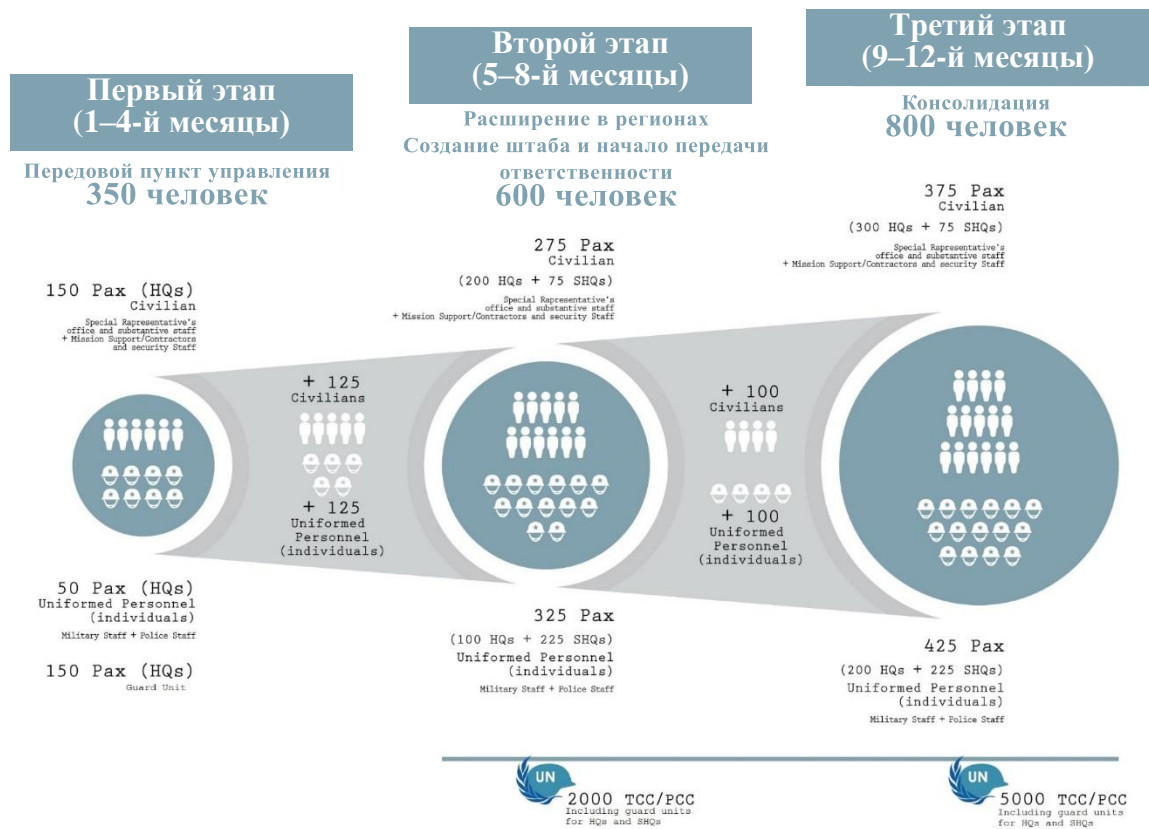 Первый этап
(1–4-й месяцы)
Передовой пункт управления
350 человек
150 Pax (HQs)
Civilian
Special Rapresentative's
office and substantive staff
+ Mission Support/Contractors
and security Staff
50 Pax (HQs)
Uniformed Personnel
(individuals)
Military Staff + Police Staff
150 Pax (HQs)
Guard Unit
+ 125
Civilians
+ 125
Uniformed
Personnel
(individuals)
Второй этап
(5–8-й месяцы)
Расширение в регионах
Создание штаба и начало передачи
ответственности
600 человек
275 Pax
Civilian
(200 HQs + 75 SHQs)
Special Rapresentative's
office and substantive staff
+ Mission Support/Contractors and security Staff
325 Pax
(100 HQs + 225 SHQs)
Uniformed Personnel
(individuals)
Military Staff + Police Staff
+ 100
Civilians
+ 100
Uniformed
Personnel
(individuals)
Третий этап
(9–12-й месяцы)
Консолидация
800 человек
375 Pax
Civilian
(300 HQs + 75 SHQs)
Special Rapresentative's
office and substantive staff
+ Mission Support/Contractors and security Staff
425 Pax
(200 HQs + 225 SHQs)
Uniformed Personnel
(individuals)
Military Staff + Police Staff
UN
2000 TCC/PCC
Including guard units
for HQs and SHQs
UN
5000 TCC/PCC
Including guard units
for HQs and SHQs